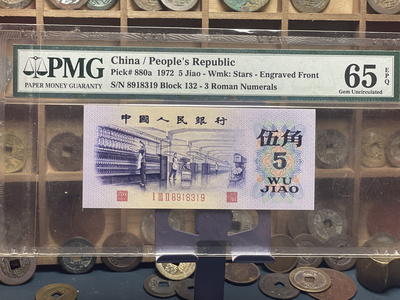 PMG
PAPER MONEY GUARANTY
China / People's Republic
Pick# 880a 1972 5 Jiao - Wmk: Stars - Engraved Front
S/N 8918319 Block 132 - 3 Roman Numerals
65 EPQ
Gem Uncirculated
中国人民银行
伍角
5
WU
JIAO
I III II 8918319